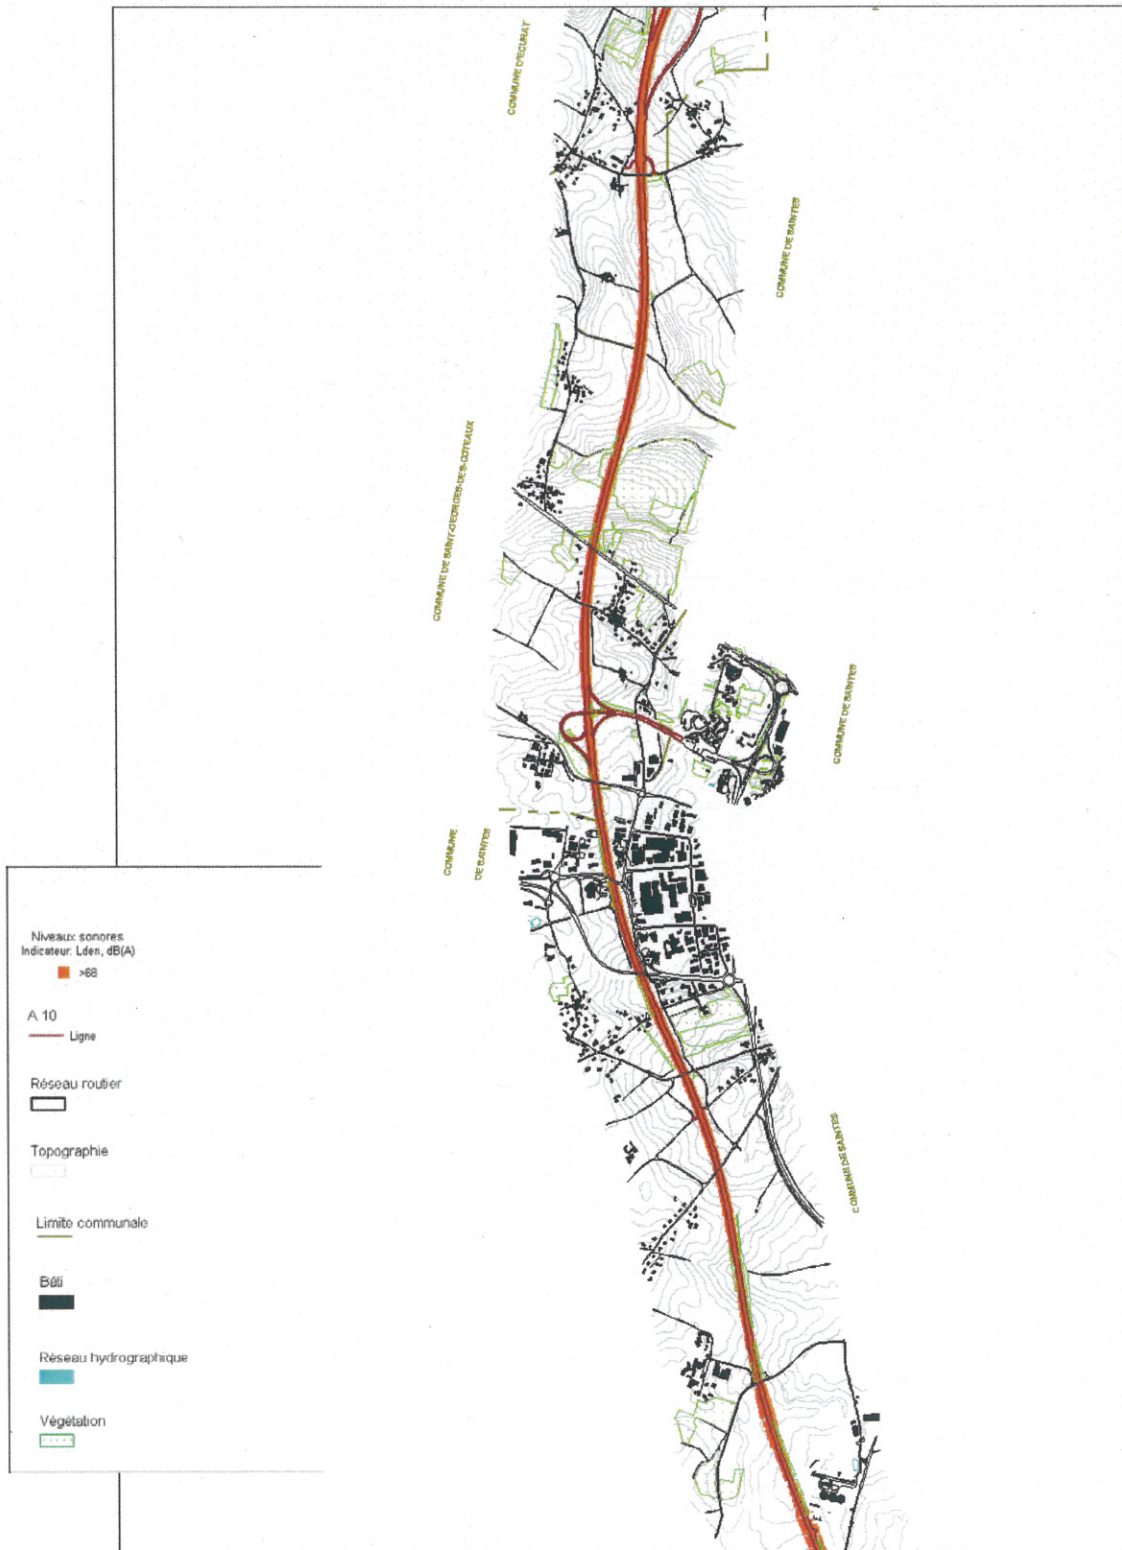 COMMUNE D'ECURAT
COMMUNE DE SAINTES
COMMUNE DE SAINT-GEORGES-DES-COTEAUX
COMMUNE DE SAINTES
COMMUNE
DE SAINTES
Niveaux sonores
Indicateur: Lden, dB(A)
>68
A 10
Ligne
Réseau routier
Topographie
COMMUNE DE SAINTES
Limite communale
Bâti
Réseau hydrographique
Végétation